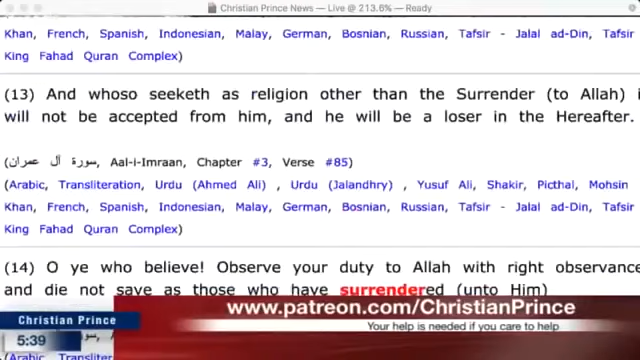 Christian Prince News — Live @ 213.6% — Ready
Khan, French, Spanish, Indonesian, Malay, German, Bosnian, Russian, Tafsir - Jalal ad-Din, Tafsir
King Fahad Quran Complex)
(13) And whoso seeketh as religion other than the Surrender (to Allah) i
will not be accepted from him, and he will be a loser in the Hereafter.
(سورة آل عمران, Aal-i-Imraan, Chapter #3, Verse #85)
(Arabic, Transliteration, Urdu (Ahmed Ali) , Urdu (Jalandhry) , Yusuf Ali, Shakir, Picthal, Mohsin
Khan, French, Spanish, Indonesian, Malay, German, Bosnian, Russian, Tafsir - Jalal ad-Din, Tafsir
King Fahad Quran Complex)
(14) O ye who believe! Observe your duty to Allah with right observance
and die not save as those who have surrendered (unto Him)
www.patreon.com/ChristianPrince
Christian Prince
Your help is needed if you care to help
5:39
(Arabic, Transliter